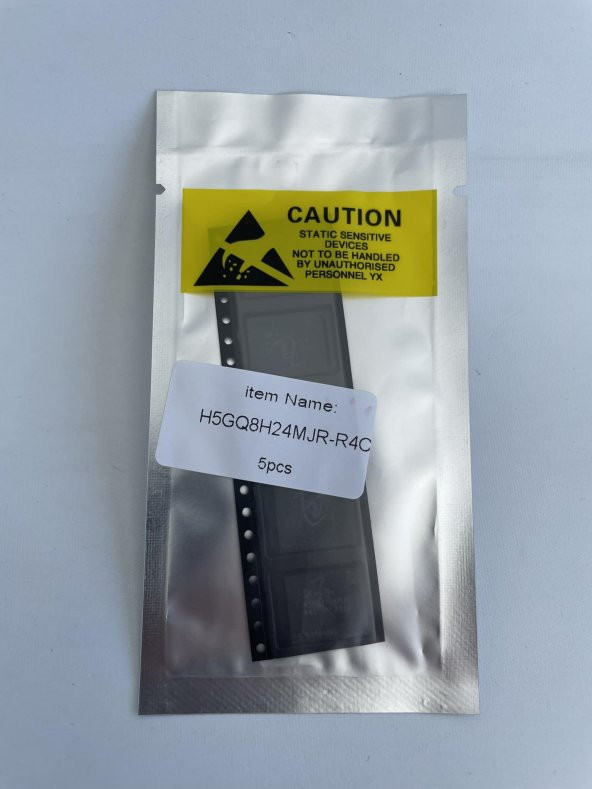 CAUTION
STATIC SENSITIVE
DEVICES
NOT TO BE HANDLED
BY UNAUTHORISED
PERSONNEL YX
item Name:
H5GQ8H24MJR-R4C
5pcs